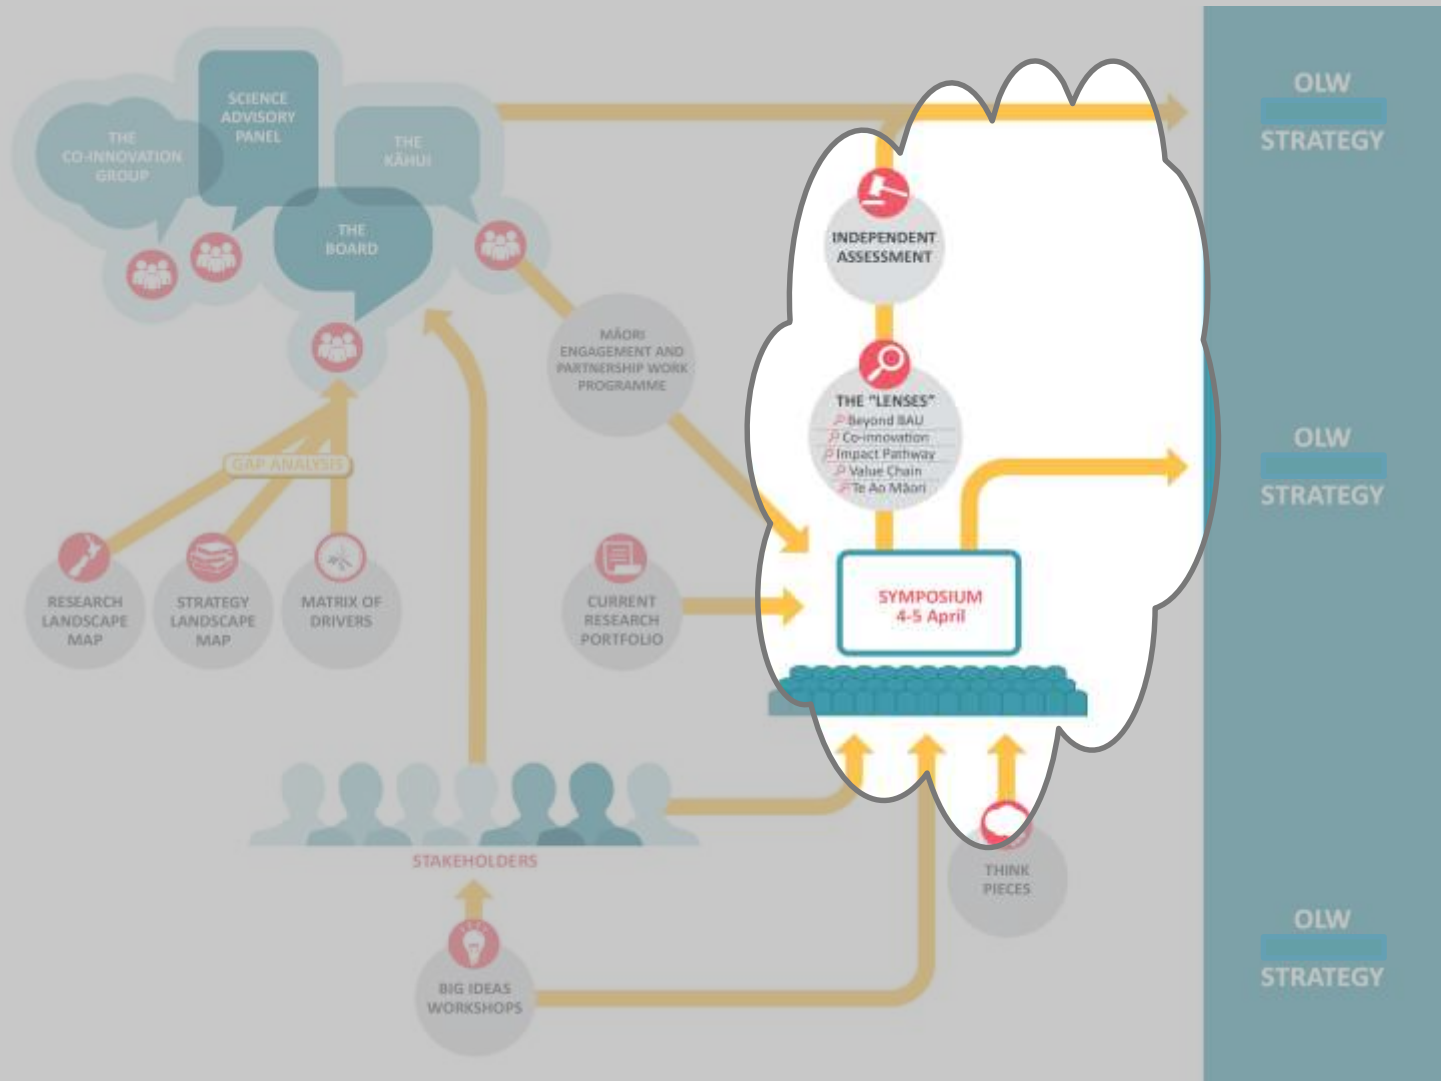 SCIENCE
ADVISORY
PANEL
THE
CO-INNOVATION
GROUP
THE
KĀHUI
THE
BOARD
MĀORI
ENGAGEMENT AND
PARTNERSHIP WORK
PROGRAMME
GAP ANALYSIS
RESEARCH
LANDSCAPE
MAP
STRATEGY
LANDSCAPE
MAP
MATRIX OF
DRIVERS
CURRENT
RESEARCH
PORTFOLIO
INDEPENDENT
ASSESSMENT
THE “LENSES”
Beyond BAU
Co-innovation
Impact Pathway
Value Chain
Te Ao Māori
SYMPOSIUM
4-5 April
STAKEHOLDERS
BIG IDEAS
WORKSHOPS
THINK
PIECES
OLW
STRATEGY
OLW
STRATEGY
OLW
STRATEGY